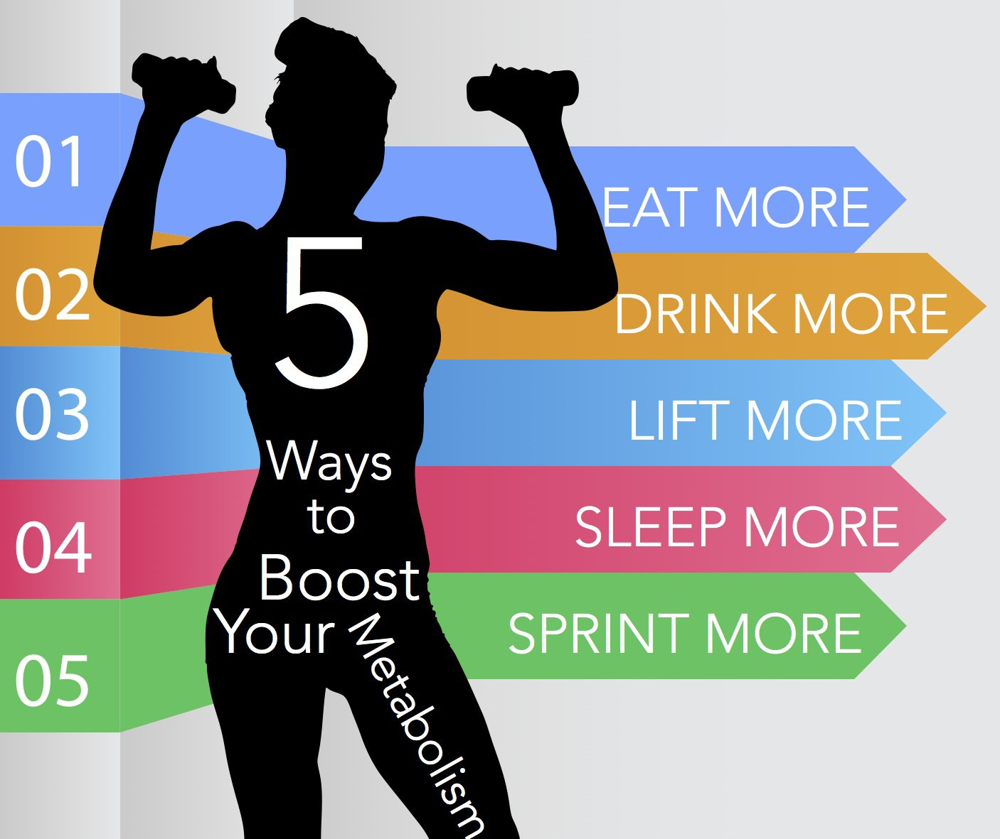 01
EAT MORE
02
DRINK MORE
03
LIFT MORE
04
SLEEP MORE
05
SPRINT MORE
5
Ways
to
Boost
Your
Metabolism